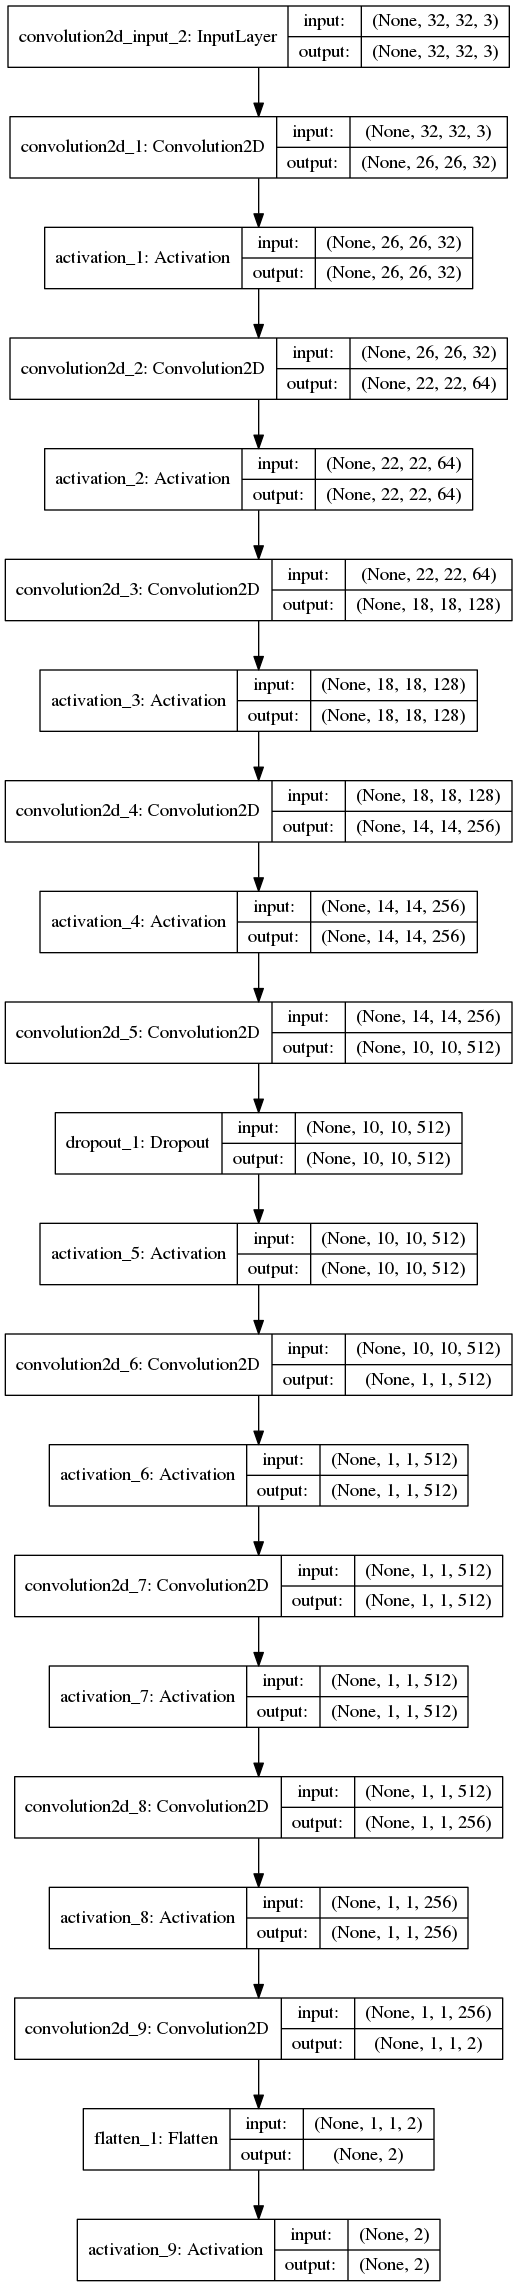 convolution2d_input_2: InputLayer
input: (None, 32, 32, 3)
output: (None, 32, 32, 3)
convolution2d_1: Convolution2D
input: (None, 32, 32, 3)
output: (None, 26, 26, 32)
activation_1: Activation
input: (None, 26, 26, 32)
output: (None, 26, 26, 32)
convolution2d_2: Convolution2D
input: (None, 26, 26, 32)
output: (None, 22, 22, 64)
activation_2: Activation
input: (None, 22, 22, 64)
output: (None, 22, 22, 64)
convolution2d_3: Convolution2D
input: (None, 22, 22, 64)
output: (None, 18, 18, 128)
activation_3: Activation
input: (None, 18, 18, 128)
output: (None, 18, 18, 128)
convolution2d_4: Convolution2D
input: (None, 18, 18, 128)
output: (None, 14, 14, 256)
activation_4: Activation
input: (None, 14, 14, 256)
output: (None, 14, 14, 256)
convolution2d_5: Convolution2D
input: (None, 14, 14, 256)
output: (None, 10, 10, 512)
dropout_1: Dropout
input: (None, 10, 10, 512)
output: (None, 10, 10, 512)
activation_5: Activation
input: (None, 10, 10, 512)
output: (None, 10, 10, 512)
convolution2d_6: Convolution2D
input: (None, 10, 10, 512)
output: (None, 1, 1, 512)
activation_6: Activation
input: (None, 1, 1, 512)
output: (None, 1, 1, 512)
convolution2d_7: Convolution2D
input: (None, 1, 1, 512)
output: (None, 1, 1, 512)
activation_7: Activation
input: (None, 1, 1, 512)
output: (None, 1, 1, 512)
convolution2d_8: Convolution2D
input: (None, 1, 1, 512)
output: (None, 1, 1, 256)
activation_8: Activation
input: (None, 1, 1, 256)
output: (None, 1, 1, 256)
convolution2d_9: Convolution2D
input: (None, 1, 1, 256)
output: (None, 1, 1, 2)
flatten_1: Flatten
input: (None, 1, 1, 2)
output: (None, 2)
activation_9: Activation
input: (None, 2)
output: (None, 2)